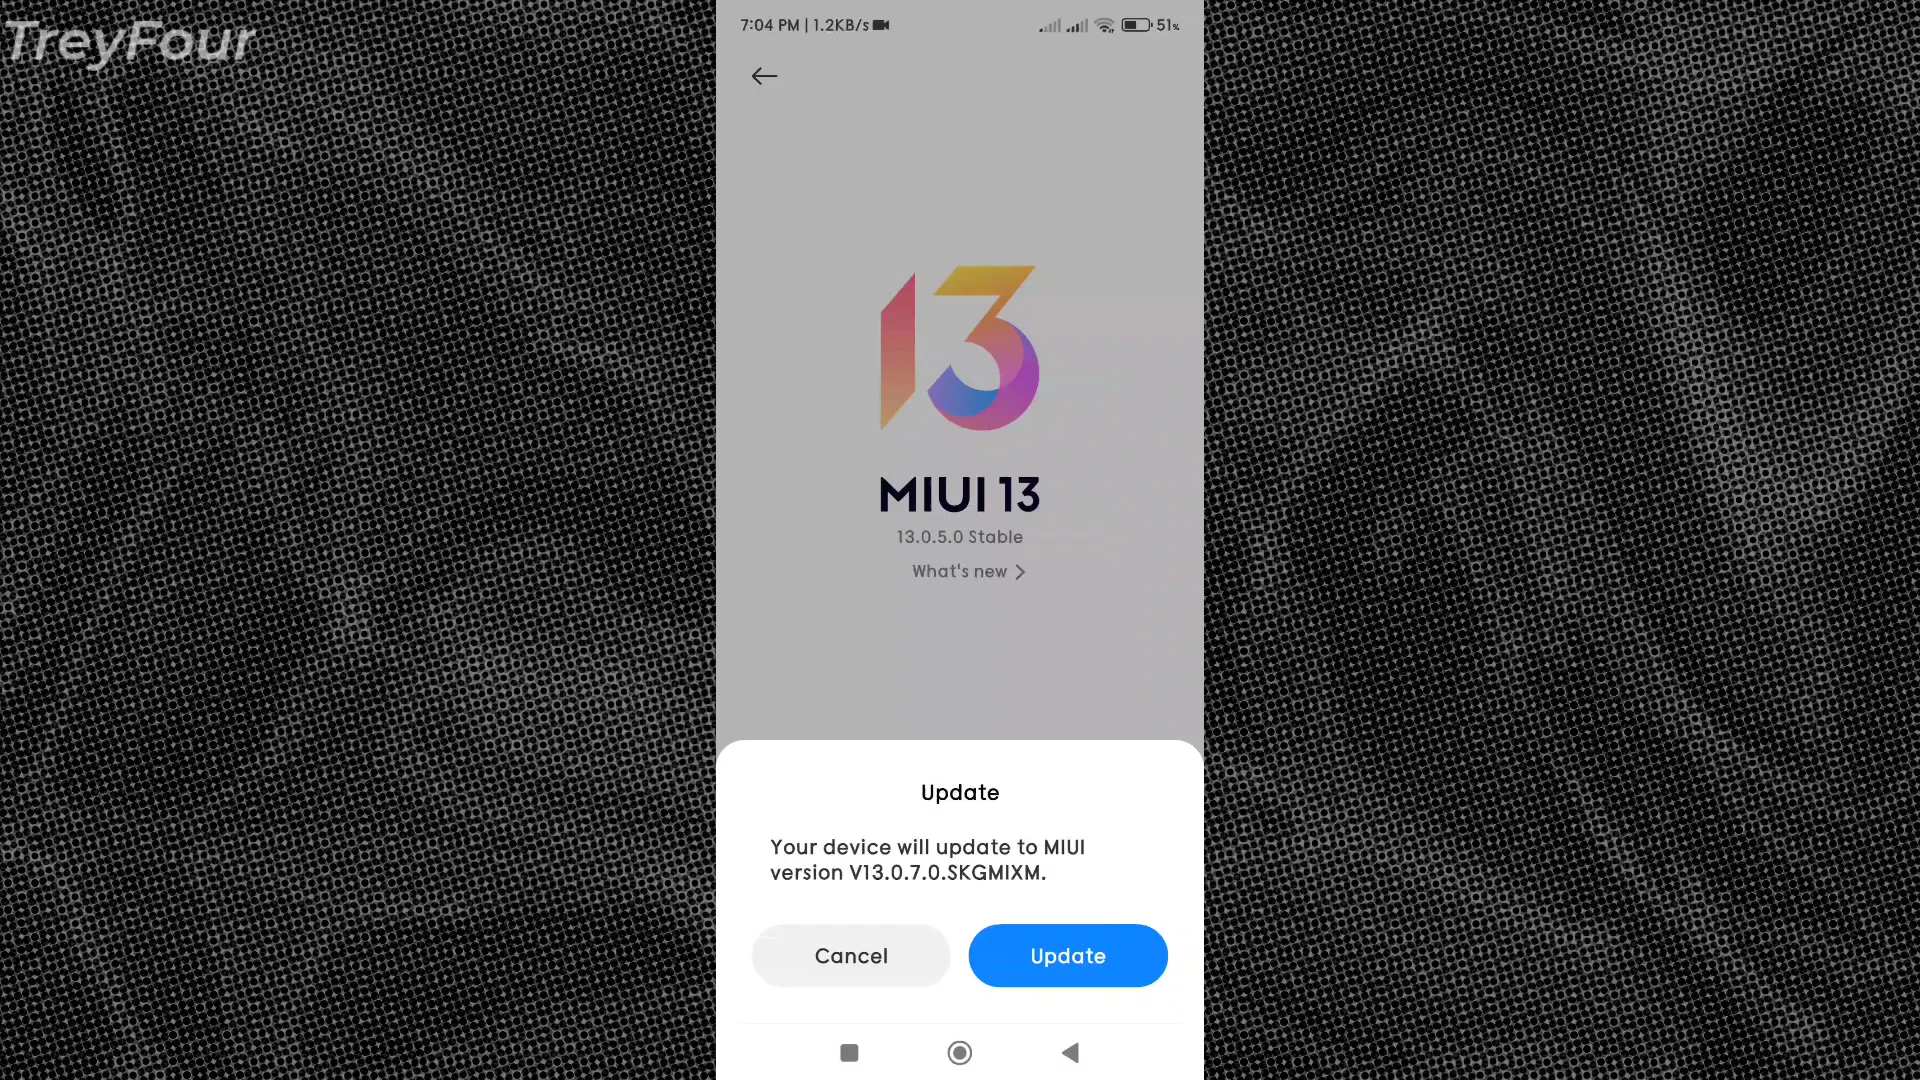 TreyFour
7:04 PM | 1.2KB/s
51%
13
MIUI 13
13.0.5.0 Stable
What's new
Update
Your device will update to MIUI
version V13.0.7.0.SKGMIXM.
Cancel
Update